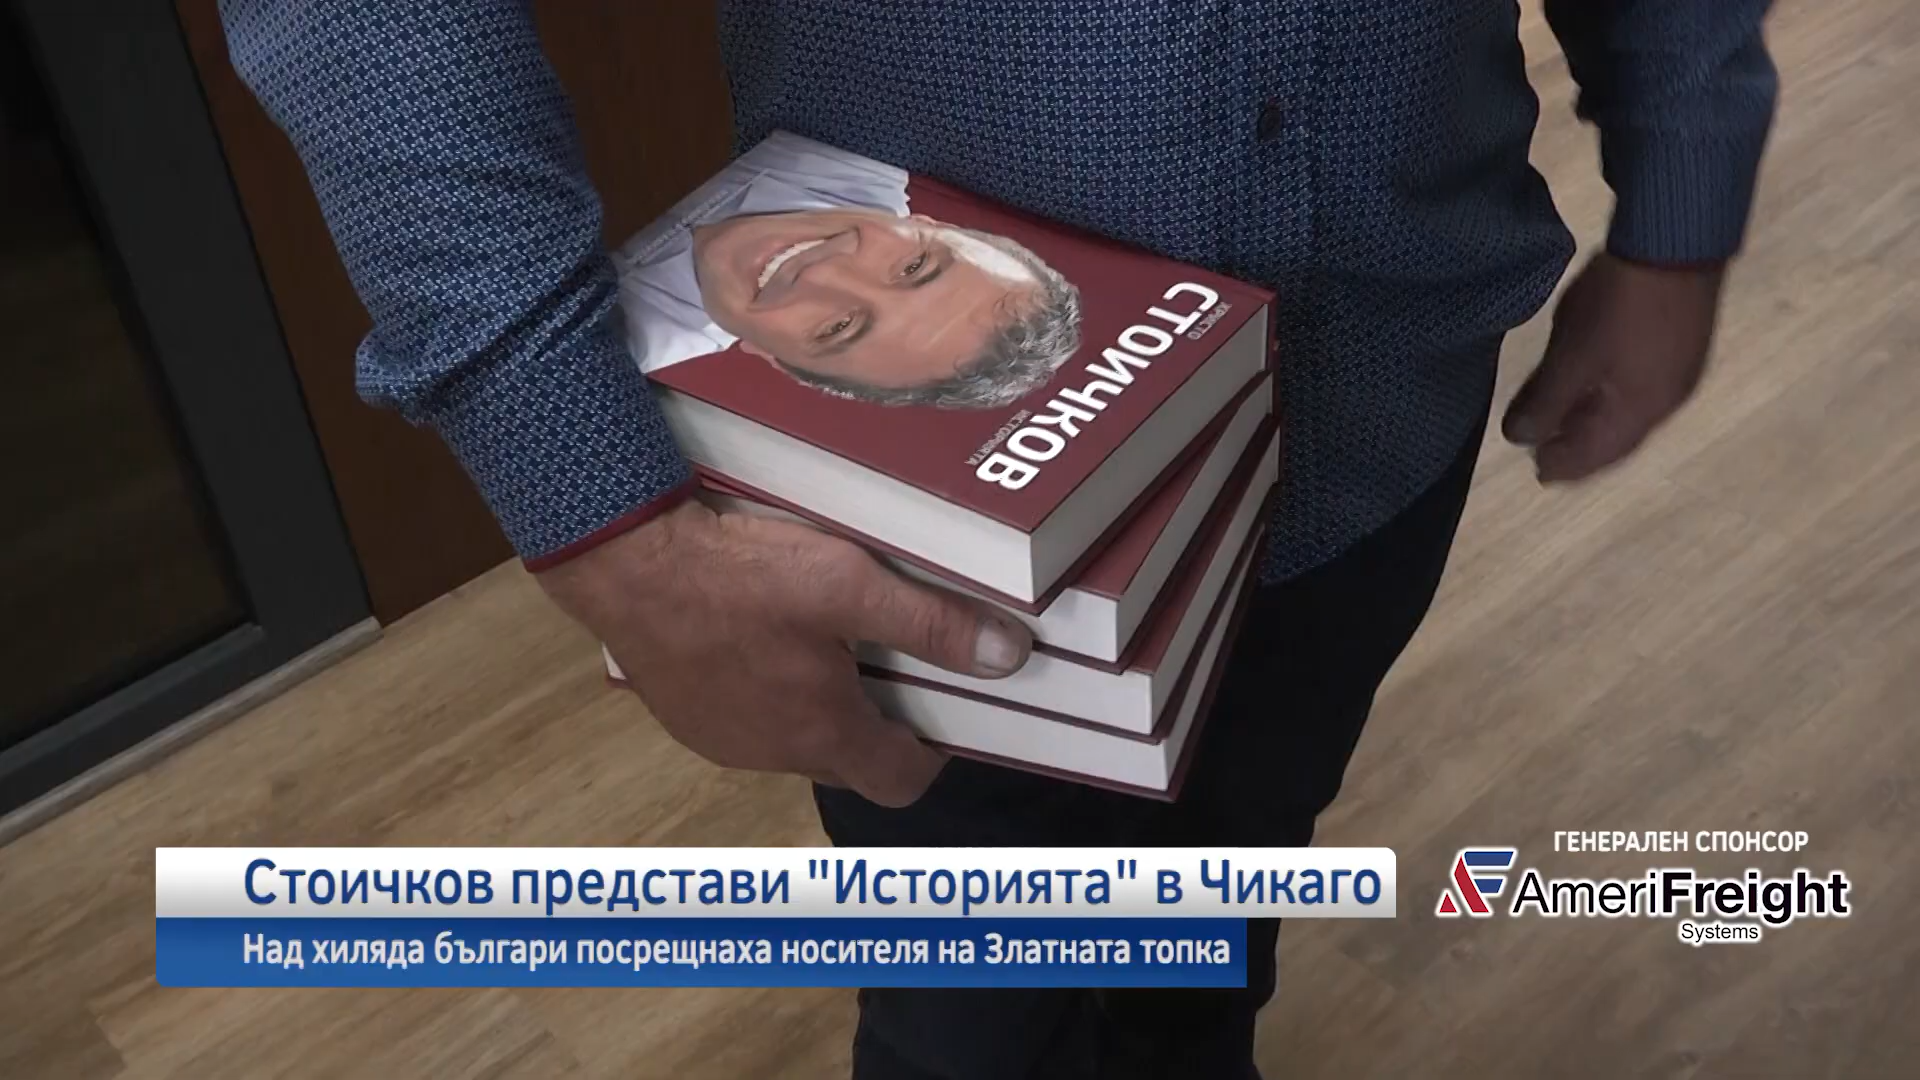 ХРИСТО
СТОИЧКОВ
ИСТОРИЯТА
ГЕНЕРАЛЕН СПОНСОР
AmeriFreight
Systems
Стоичков представи "Историята" в Чикаго
Над хиляда българи посрещнаха носителя на Златната топка